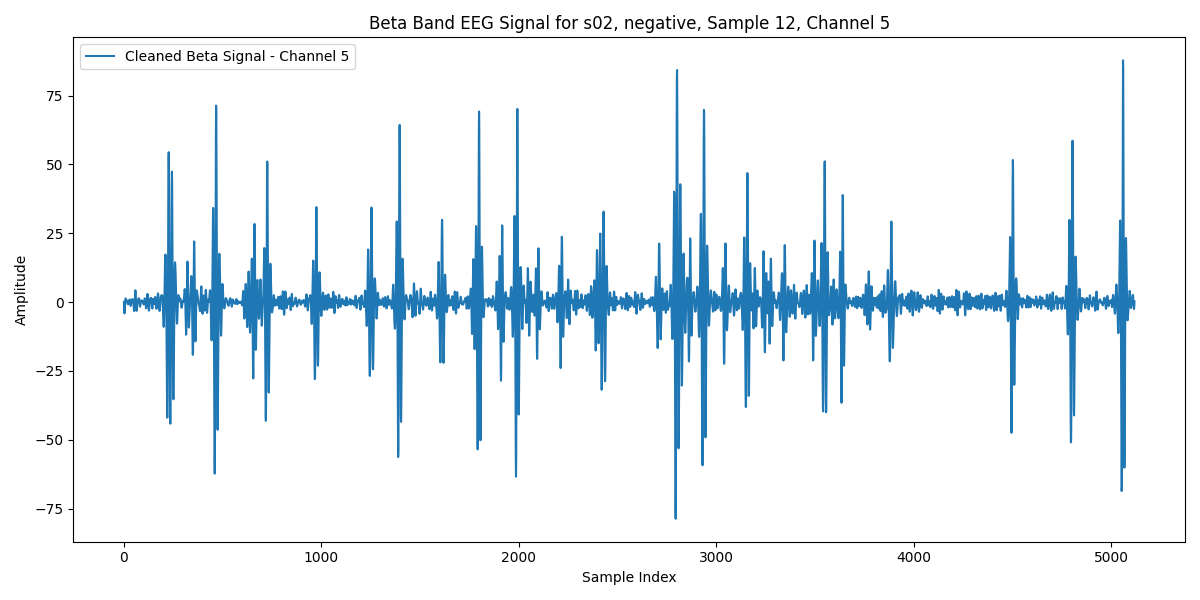 Beta Band EEG Signal for s02, negative, Sample 12, Channel 5
Cleaned Beta Signal - Channel 5
75
50
25
0
−25
−50
−75
Amplitude
0 1000 2000 3000 4000 5000
Sample Index